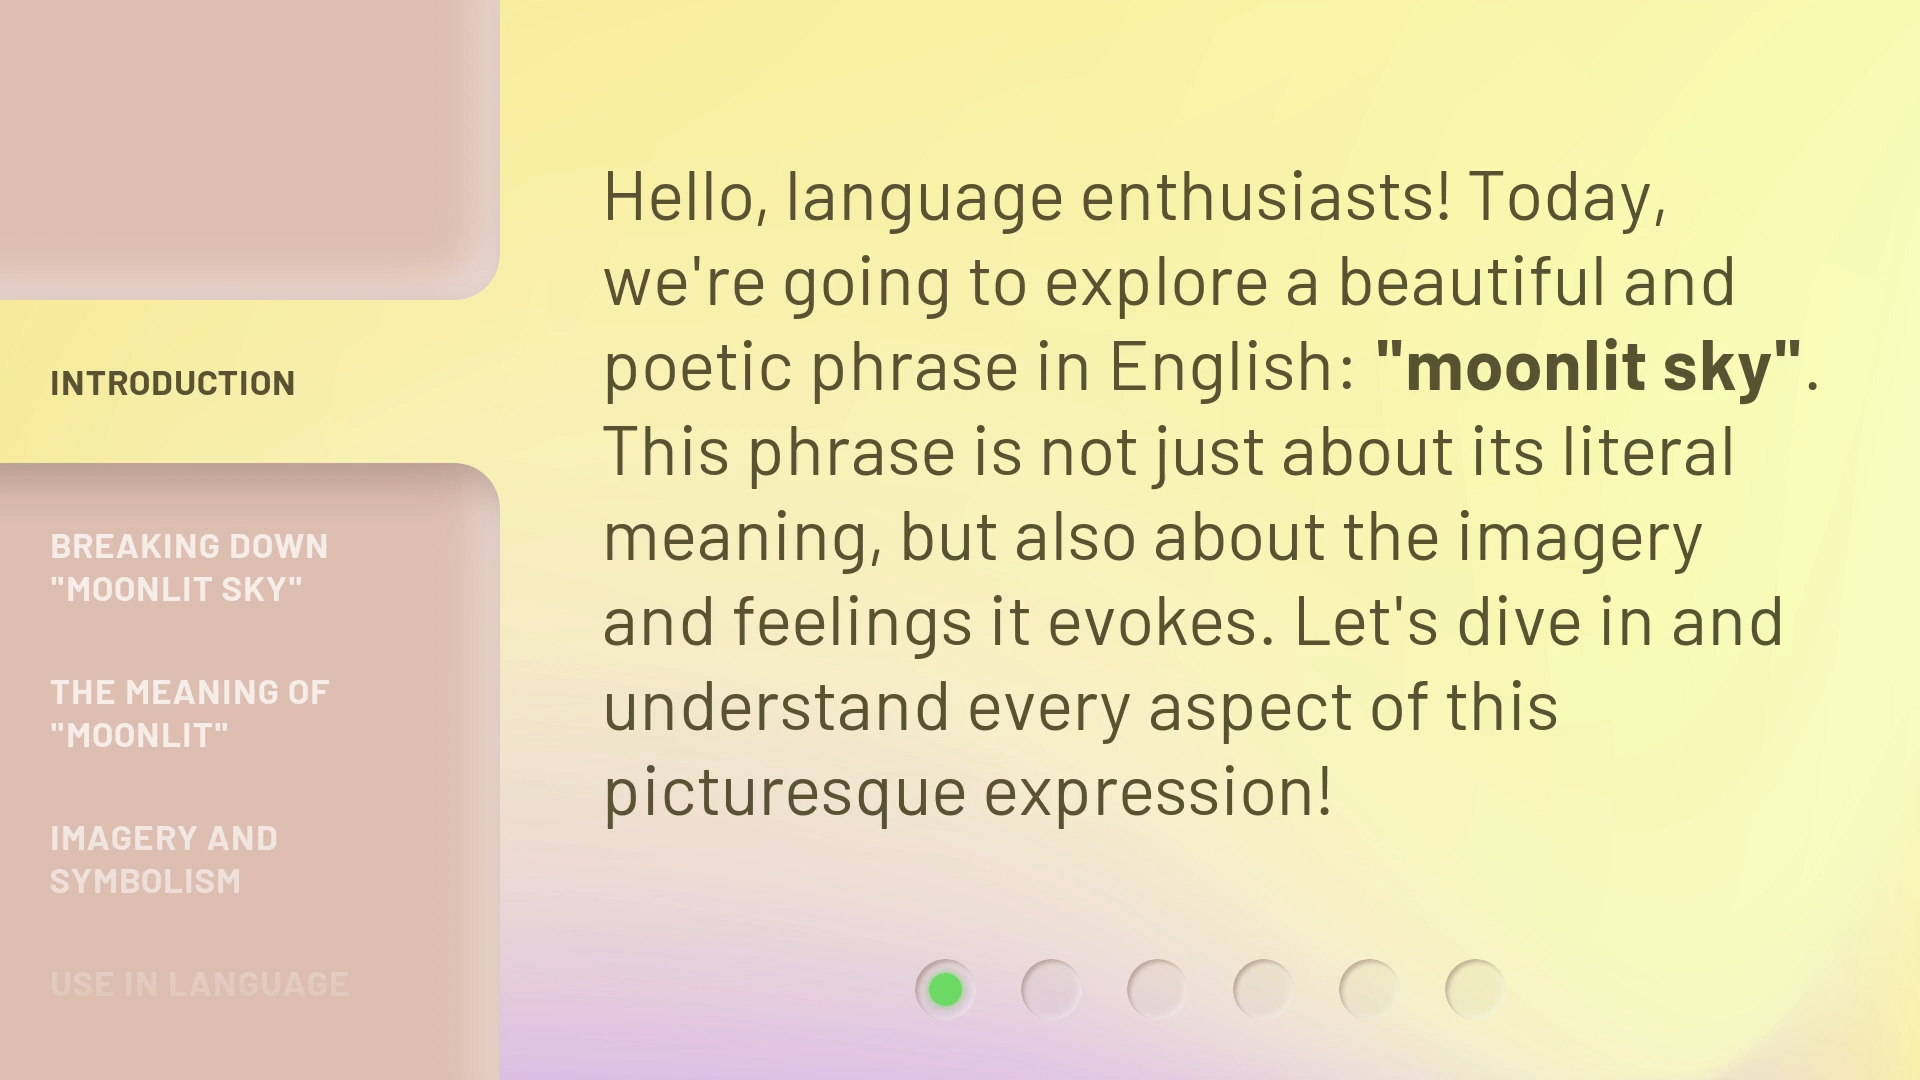 INTRODUCTION
BREAKING DOWN
"MOONLIT SKY"
THE MEANING OF
"MOONLIT"
IMAGERY AND
SYMBOLISM
USE IN LANGUAGE
Hello, language enthusiasts! Today,
we're going to explore a beautiful and
poetic phrase in English: "moonlit sky".
This phrase is not just about its literal
meaning, but also about the imagery
and feelings it evokes. Let's dive in and
understand every aspect of this
picturesque expression!